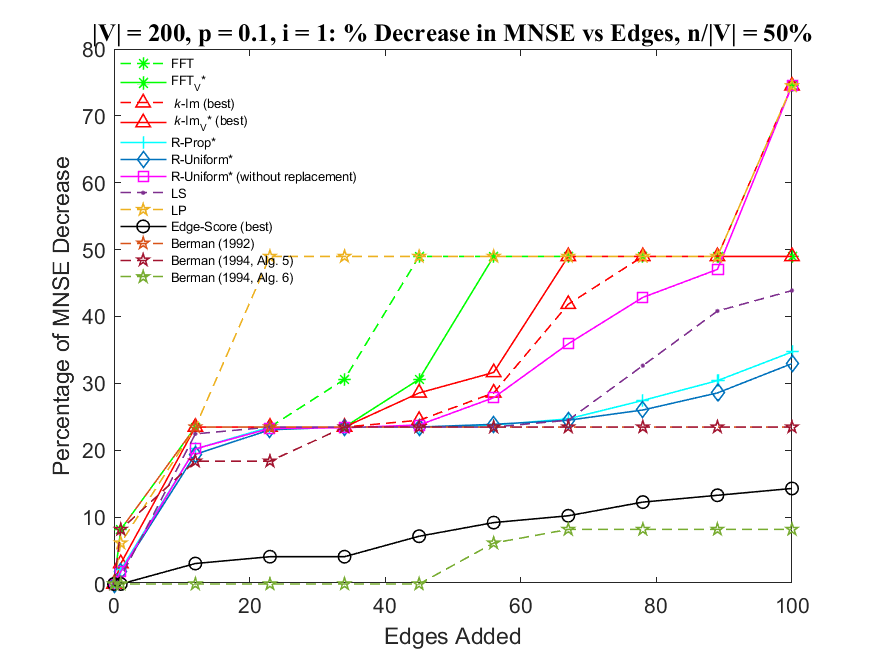 |V| = 200, p = 0.1, i = 1: % Decrease in MNSE vs Edges, n/|V| = 50%
80
70
60
50
40
30
20
10
0
Percentage of MNSE Decrease
FFT
FFT_V*
k-lm (best)
k-lm_V* (best)
R-Prop*
R-Uniform*
R-Uniform* (without replacement)
LS
LP
Edge-Score (best)
Berman (1992)
Berman (1994, Alg. 5)
Berman (1994, Alg. 6)
0 20 40 60 80 100
Edges Added